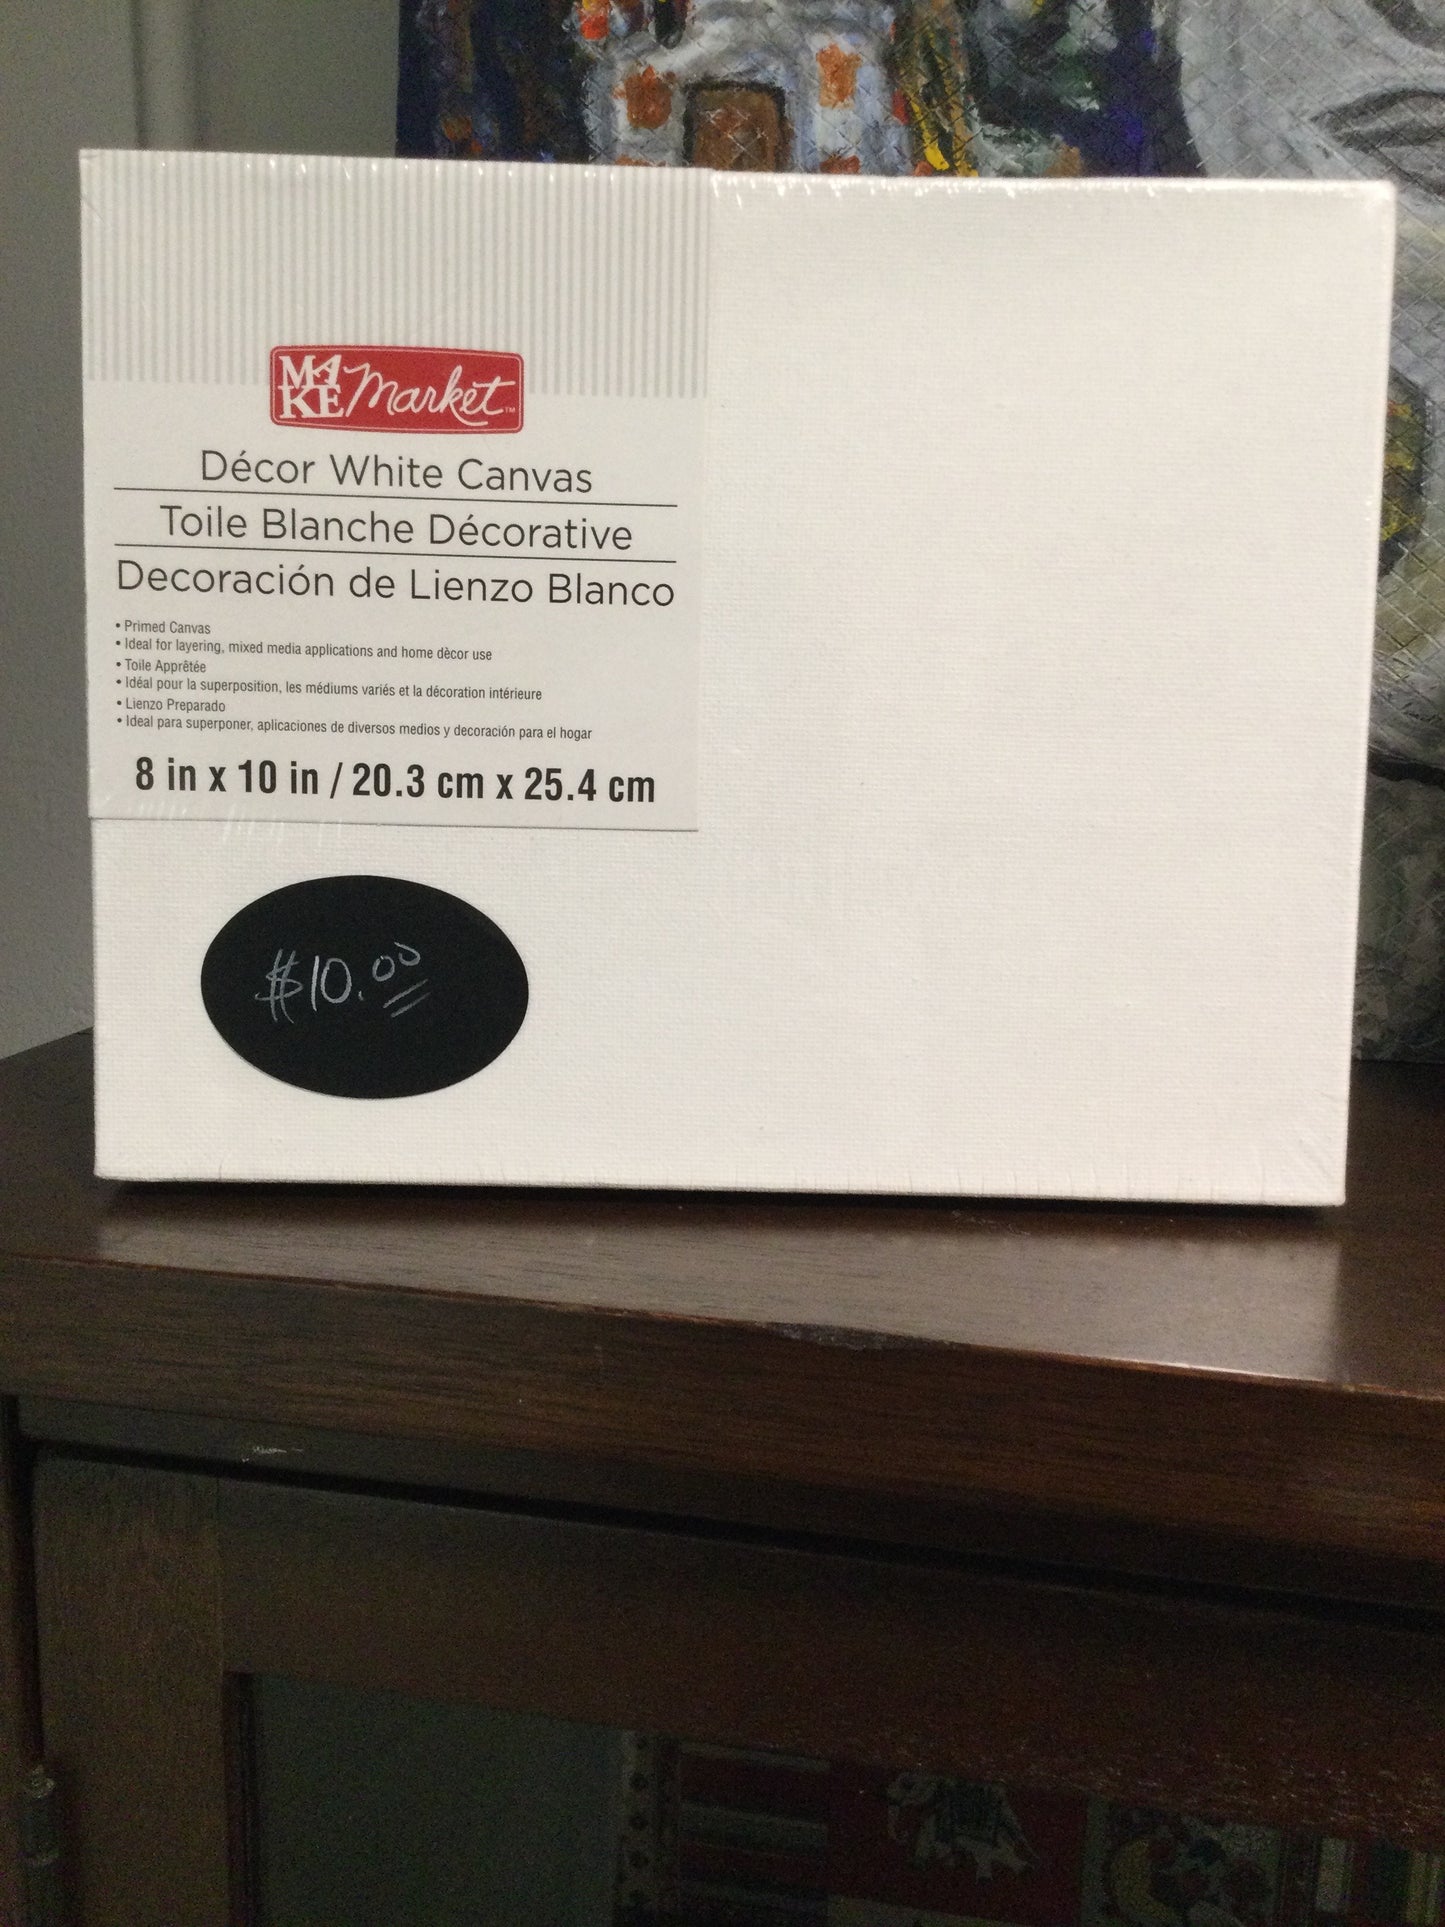 MAKE Market™
Décor White Canvas
Toile Blanche Décorative
Decoración de Lienzo Blanco
• Primed Canvas
• Ideal for layering, mixed media applications and home dècor use
• Toile Apprêtée
• Idéal pour la superposition, les médiums variés et la décoration intérieure
• Lienzo Preparado
• Ideal para superponer, aplicaciones de diversos medios y decoración para el hogar
8 in x 10 in / 20.3 cm x 25.4 cm
$10.00